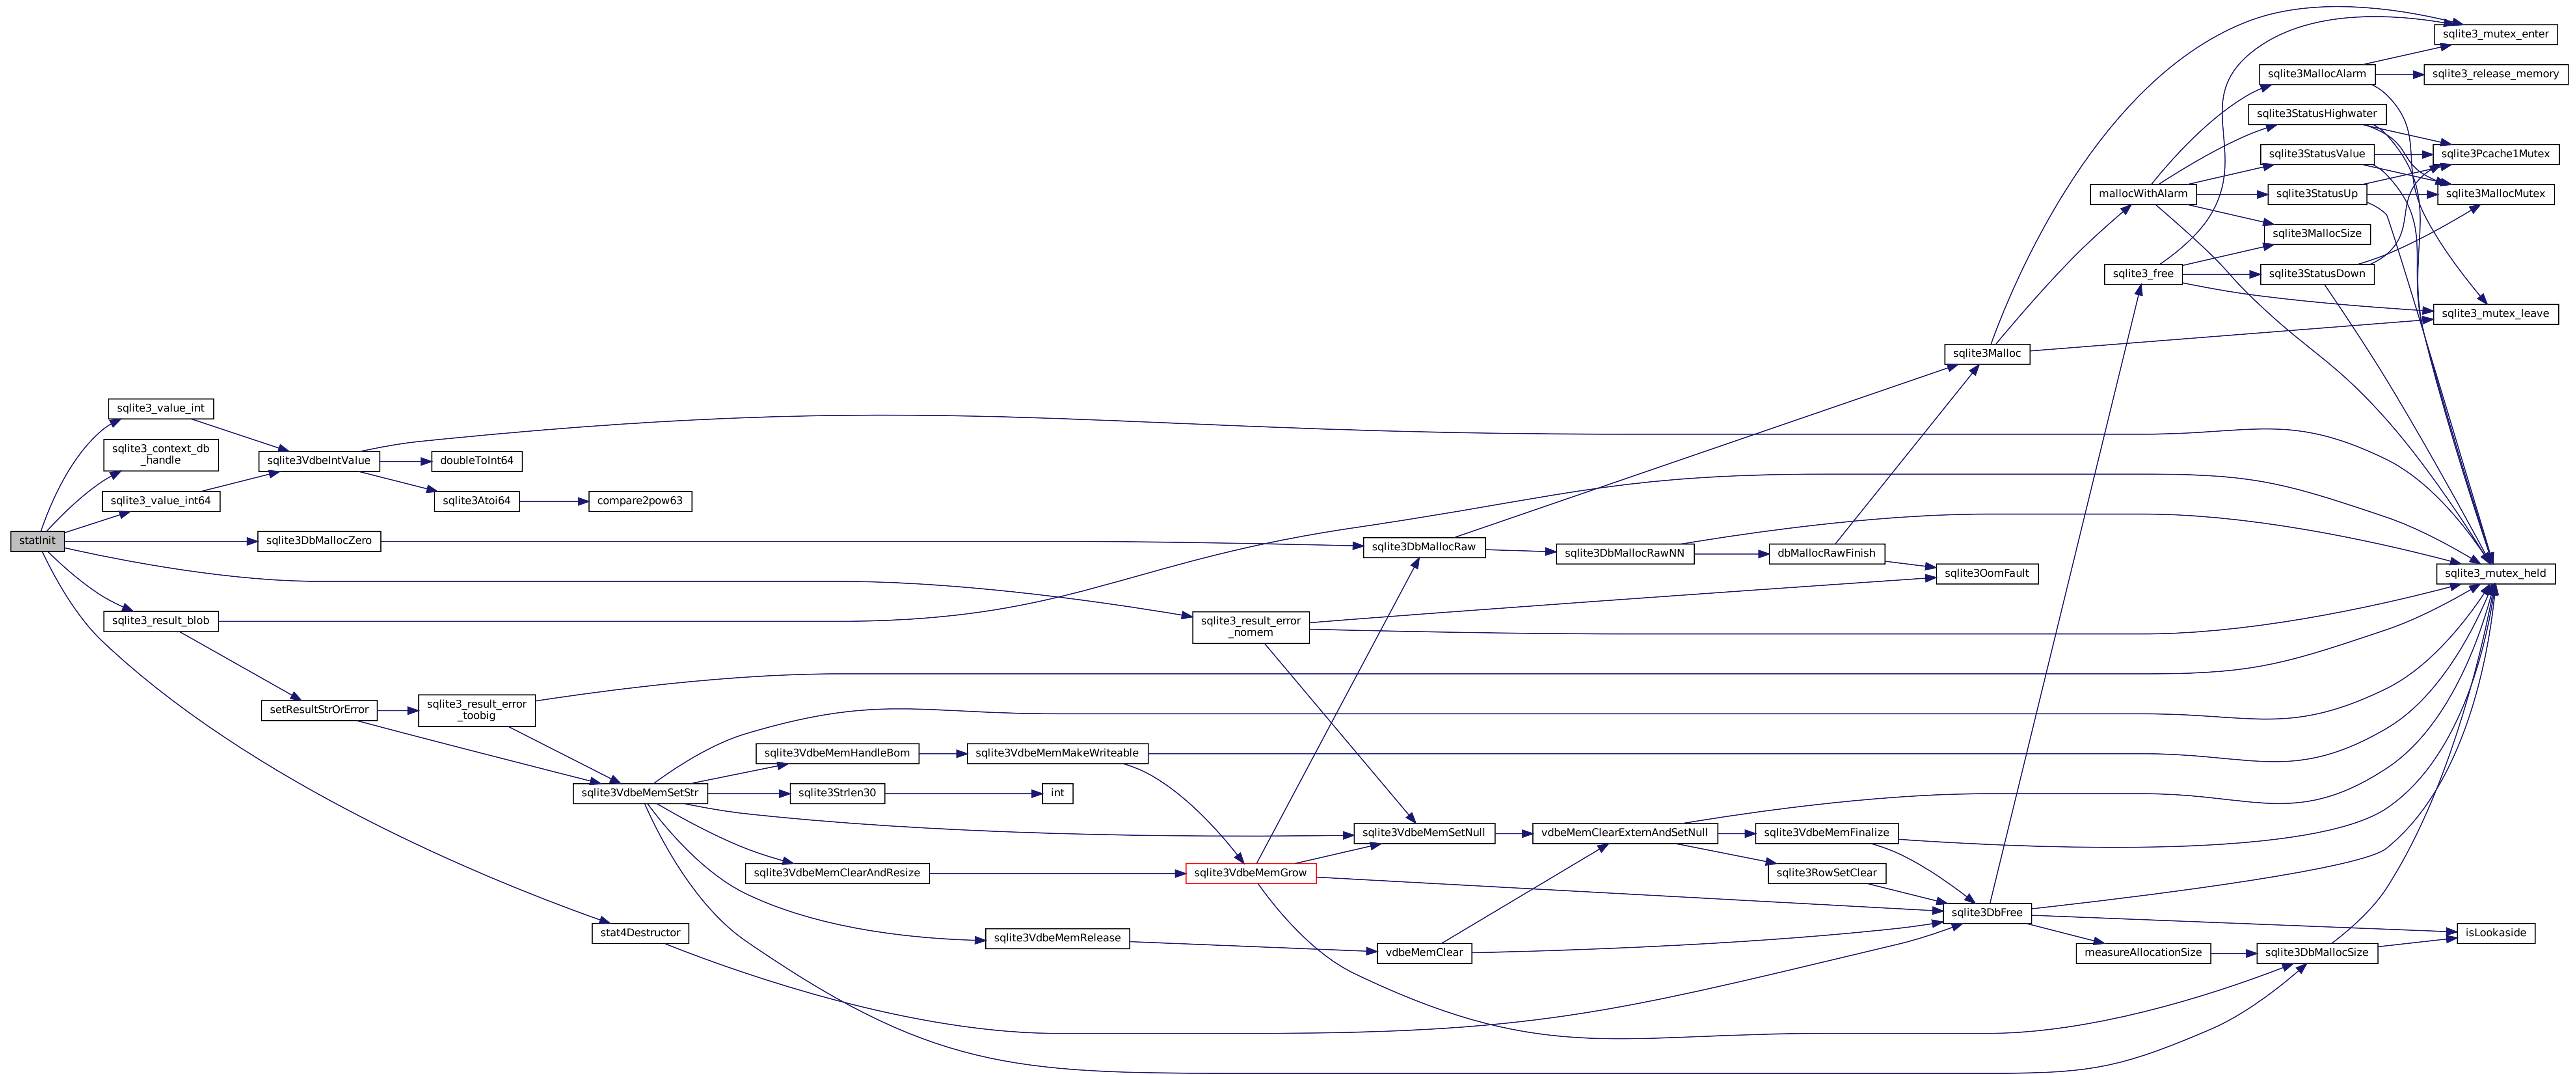 sqlite3_mutex_enter
sqlite3MallocAlarm
sqlite3_release_memory
sqlite3StatusHighwater
sqlite3StatusValue
sqlite3Pcache1Mutex
mallocWithAlarm
sqlite3StatusUp
sqlite3MallocMutex
sqlite3MallocSize
sqlite3_free
sqlite3StatusDown
sqlite3_mutex_leave
sqlite3Malloc
sqlite3_value_int
sqlite3_context_db
_handle
sqlite3VdbeIntValue
doubleToInt64
sqlite3_value_int64
sqlite3Atoi64
compare2pow63
statInit
sqlite3DbMallocZero
sqlite3DbMallocRaw
sqlite3DbMallocRawNN
dbMallocRawFinish
sqlite3OomFault
sqlite3_mutex_held
sqlite3_result_blob
sqlite3_result_error
_nomem
setResultStrOrError
sqlite3_result_error
_toobig
sqlite3VdbeMemHandleBom
sqlite3VdbeMemMakeWriteable
sqlite3VdbeMemSetStr
sqlite3Strlen30
int
sqlite3VdbeMemSetNull
vdbeMemClearExternAndSetNull
sqlite3VdbeMemFinalize
sqlite3VdbeMemClearAndResize
sqlite3VdbeMemGrow
sqlite3RowSetClear
sqlite3DbFree
stat4Destructor
sqlite3VdbeMemRelease
vdbeMemClear
measureAllocationSize
sqlite3DbMallocSize
isLookaside